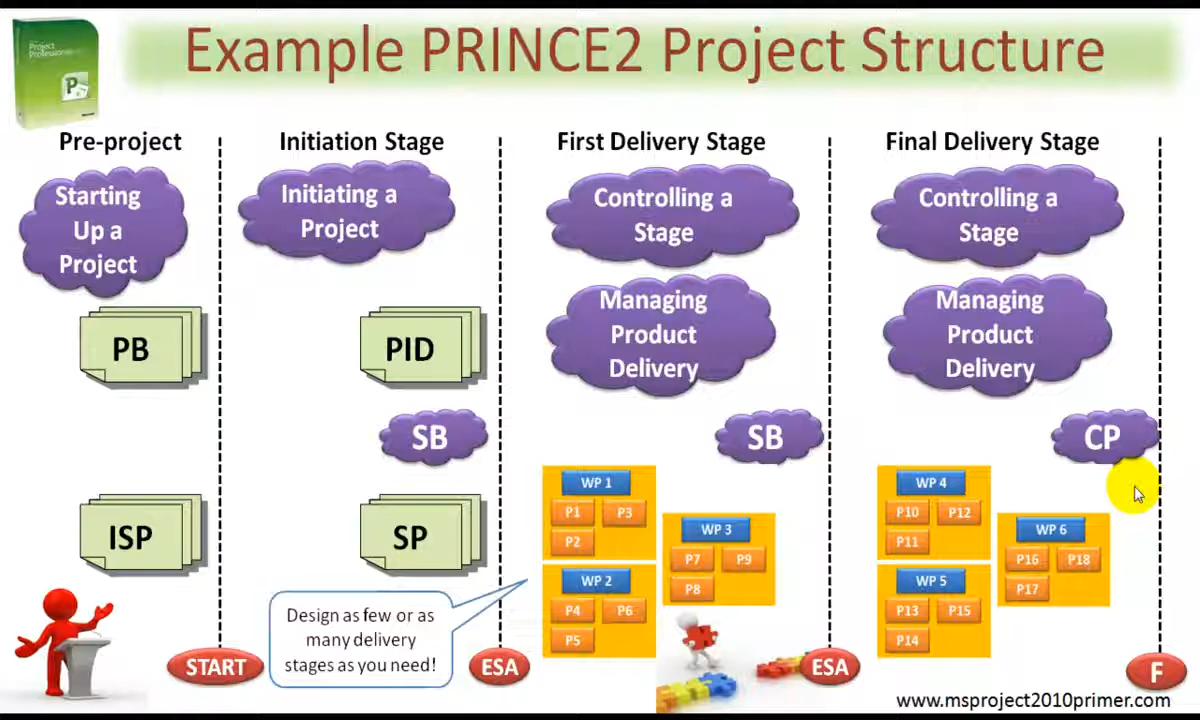 Example PRINCE2 Project Structure
Project
Professional
Pre-project
Initiation Stage
First Delivery Stage
Final Delivery Stage
Starting
Up a
Project
Initiating a
Project
Controlling a
Stage
Controlling a
Stage
Managing
Product
Delivery
Managing
Product
Delivery
PB
PID
SB
SB
CP
ISP
SP
WP 1
P1 P3
P2
WP 2
P4 P6
P5
WP 3
P7 P9
P8
WP 4
P10 P12
P11
WP 5
P13 P15
P14
WP 6
P16 P18
P17
Design as few or as
many delivery
stages as you need!
START
ESA
ESA
F
www.msproject2010primer.com